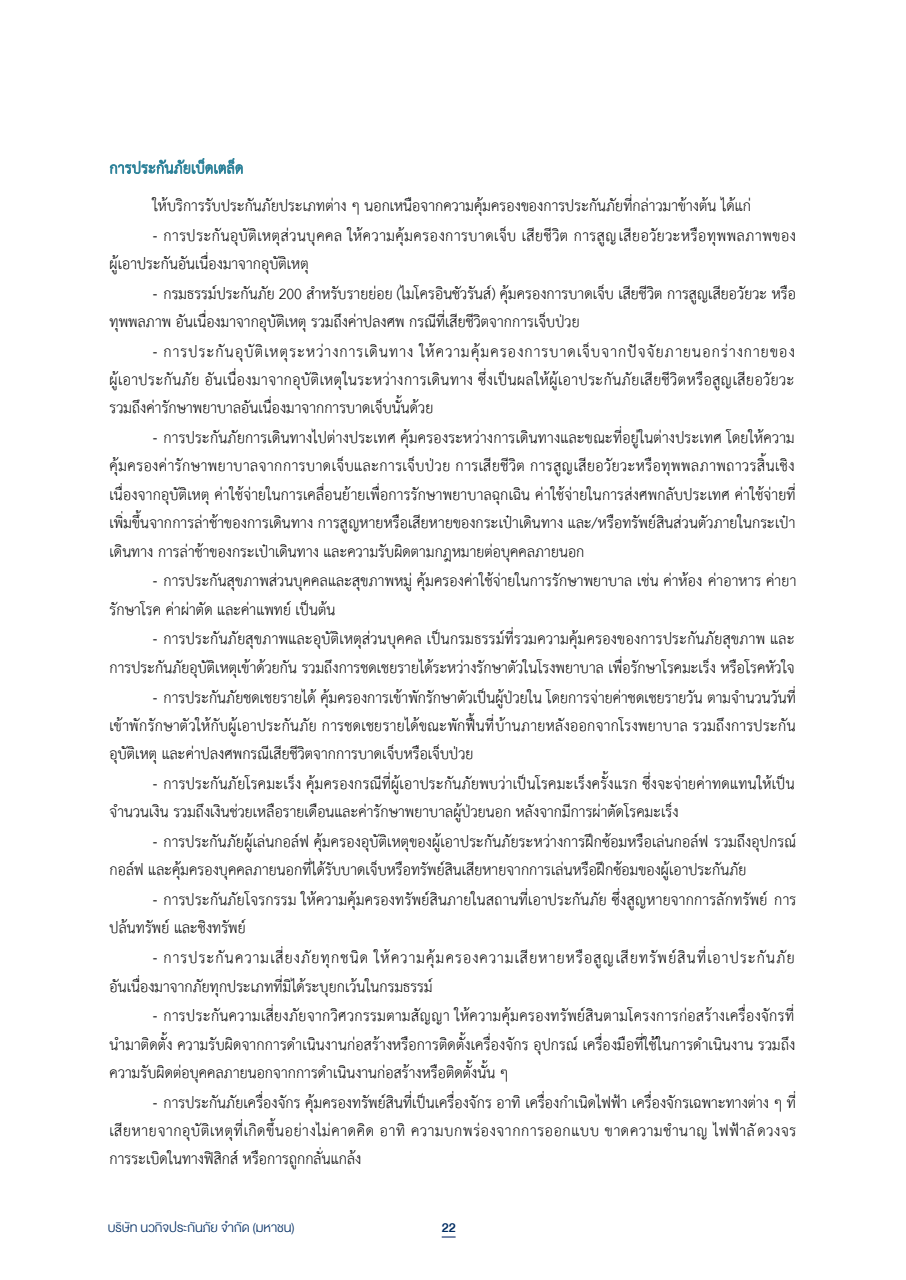 การประกันภัยเบ็ดเตล็ด
ให้บริการรับประกันภัยประเภทต่าง ๆ นอกเหนือจากความคุ้มครองของการประกันภัยที่กล่าวมาข้างต้น ได้แก่
- การประกันอุบัติเหตุส่วนบุคคล ให้ความคุ้มครองการบาดเจ็บ เสียชีวิต การสูญเสียอวัยวะหรือทุพพลภาพของ
ผู้เอาประกันอันเนื่องมาจากอุบัติเหตุ
- กรมธรรม์ประกันภัย 200 สำหรับรายย่อย (ไมโครอินชัวรันส์) คุ้มครองการบาดเจ็บ เสียชีวิต การสูญเสียอวัยวะ หรือ
ทุพพลภาพ อันเนื่องมาจากอุบัติเหตุ รวมถึงค่าปลงศพ กรณีที่เสียชีวิตจากการเจ็บป่วย
- การประกันอุบัติเหตุระหว่างการเดินทาง ให้ความคุ้มครองการบาดเจ็บจากปัจจัยภายนอกร่างกายของ
ผู้เอาประกันภัย อันเนื่องมาจากอุบัติเหตุในระหว่างการเดินทาง ซึ่งเป็นผลให้ผู้เอาประกันภัยเสียชีวิตหรือสูญเสียอวัยวะ
รวมถึงค่ารักษาพยาบาลอันเนื่องมาจากการบาดเจ็บนั้นด้วย
- การประกันภัยการเดินทางไปต่างประเทศ คุ้มครองระหว่างการเดินทางและขณะที่อยู่ในต่างประเทศ โดยให้ความ
คุ้มครองค่ารักษาพยาบาลจากการบาดเจ็บและการเจ็บป่วย การเสียชีวิต การสูญเสียอวัยวะหรือทุพพลภาพถาวรสิ้นเชิง
เนื่องจากอุบัติเหตุ ค่าใช้จ่ายในการเคลื่อนย้ายเพื่อการรักษาพยาบาลฉุกเฉิน ค่าใช้จ่ายในการส่งศพกลับประเทศ ค่าใช้จ่ายที่
เพิ่มขึ้นจากการล่าช้าของการเดินทาง การสูญหายหรือเสียหายของกระเป๋าเดินทาง และ/หรือทรัพย์สินส่วนตัวภายในกระเป๋า
เดินทาง การล่าช้าของกระเป๋าเดินทาง และความรับผิดตามกฎหมายต่อบุคคลภายนอก
- การประกันสุขภาพส่วนบุคคลและสุขภาพหมู่ คุ้มครองค่าใช้จ่ายในการรักษาพยาบาล เช่น ค่าห้อง ค่าอาหาร ค่ายา
รักษาโรค ค่าผ่าตัด และค่าแพทย์ เป็นต้น
- การประกันภัยสุขภาพและอุบัติเหตุส่วนบุคคล เป็นกรมธรรม์ที่รวมความคุ้มครองของการประกันภัยสุขภาพ และ
การประกันภัยอุบัติเหตุเข้าด้วยกัน รวมถึงการชดเชยรายได้ระหว่างรักษาตัวในโรงพยาบาล เพื่อรักษาโรคมะเร็ง หรือโรคหัวใจ
- การประกันภัยชดเชยรายได้ คุ้มครองการเข้าพักรักษาตัวเป็นผู้ป่วยใน โดยการจ่ายค่าชดเชยรายวัน ตามจำนวนวันที่
เข้าพักรักษาตัวให้กับผู้เอาประกันภัย การชดเชยรายได้ขณะพักฟื้นที่บ้านภายหลังออกจากโรงพยาบาล รวมถึงการประกัน
อุบัติเหตุ และค่าปลงศพกรณีเสียชีวิตจากการบาดเจ็บหรือเจ็บป่วย
- การประกันภัยโรคมะเร็ง คุ้มครองกรณีที่ผู้เอาประกันภัยพบว่าเป็นโรคมะเร็งครั้งแรก ซึ่งจะจ่ายค่าทดแทนให้เป็น
จำนวนเงิน รวมถึงเงินช่วยเหลือรายเดือนและค่ารักษาพยาบาลผู้ป่วยนอก หลังจากมีการผ่าตัดโรคมะเร็ง
- การประกันภัยผู้เล่นกอล์ฟ คุ้มครองอุบัติเหตุของผู้เอาประกันภัยระหว่างการฝึกซ้อมหรือเล่นกอล์ฟ รวมถึงอุปกรณ์
กอล์ฟ และคุ้มครองบุคคลภายนอกที่ได้รับบาดเจ็บหรือทรัพย์สินเสียหายจากการเล่นหรือฝึกซ้อมของผู้เอาประกันภัย
- การประกันภัยโจรกรรม ให้ความคุ้มครองทรัพย์สินภายในสถานที่เอาประกันภัย ซึ่งสูญหายจากการลักทรัพย์ การ
ปล้นทรัพย์ และชิงทรัพย์
- การประกันความเสี่ยงภัยทุกชนิด ให้ความคุ้มครองความเสียหายหรือสูญเสียทรัพย์สินที่เอาประกันภัย
อันเนื่องมาจากภัยทุกประเภทที่มิได้ระบุยกเว้นในกรมธรรม์
- การประกันความเสี่ยงภัยจากวิศวกรรมตามสัญญา ให้ความคุ้มครองทรัพย์สินตามโครงการก่อสร้างเครื่องจักรที่
นำมาติดตั้ง ความรับผิดจากการดำเนินงานก่อสร้างหรือการติดตั้งเครื่องจักร อุปกรณ์ เครื่องมือที่ใช้ในการดำเนินงาน รวมถึง
ความรับผิดต่อบุคคลภายนอกจากการดำเนินงานก่อสร้างหรือติดตั้งนั้น ๆ
- การประกันภัยเครื่องจักร คุ้มครองทรัพย์สินที่เป็นเครื่องจักร อาทิ เครื่องกำเนิดไฟฟ้า เครื่องจักรเฉพาะทางต่าง ๆ ที่
เสียหายจากอุบัติเหตุที่เกิดขึ้นอย่างไม่คาดคิด อาทิ ความบกพร่องจากการออกแบบ ขาดความชำนาญ ไฟฟ้าลัดวงจร
การระเบิดในทางฟิสิกส์ หรือการถูกกลั่นแกล้ง
บริษัท นวกิจประกันภัย จำกัด (มหาชน) 22